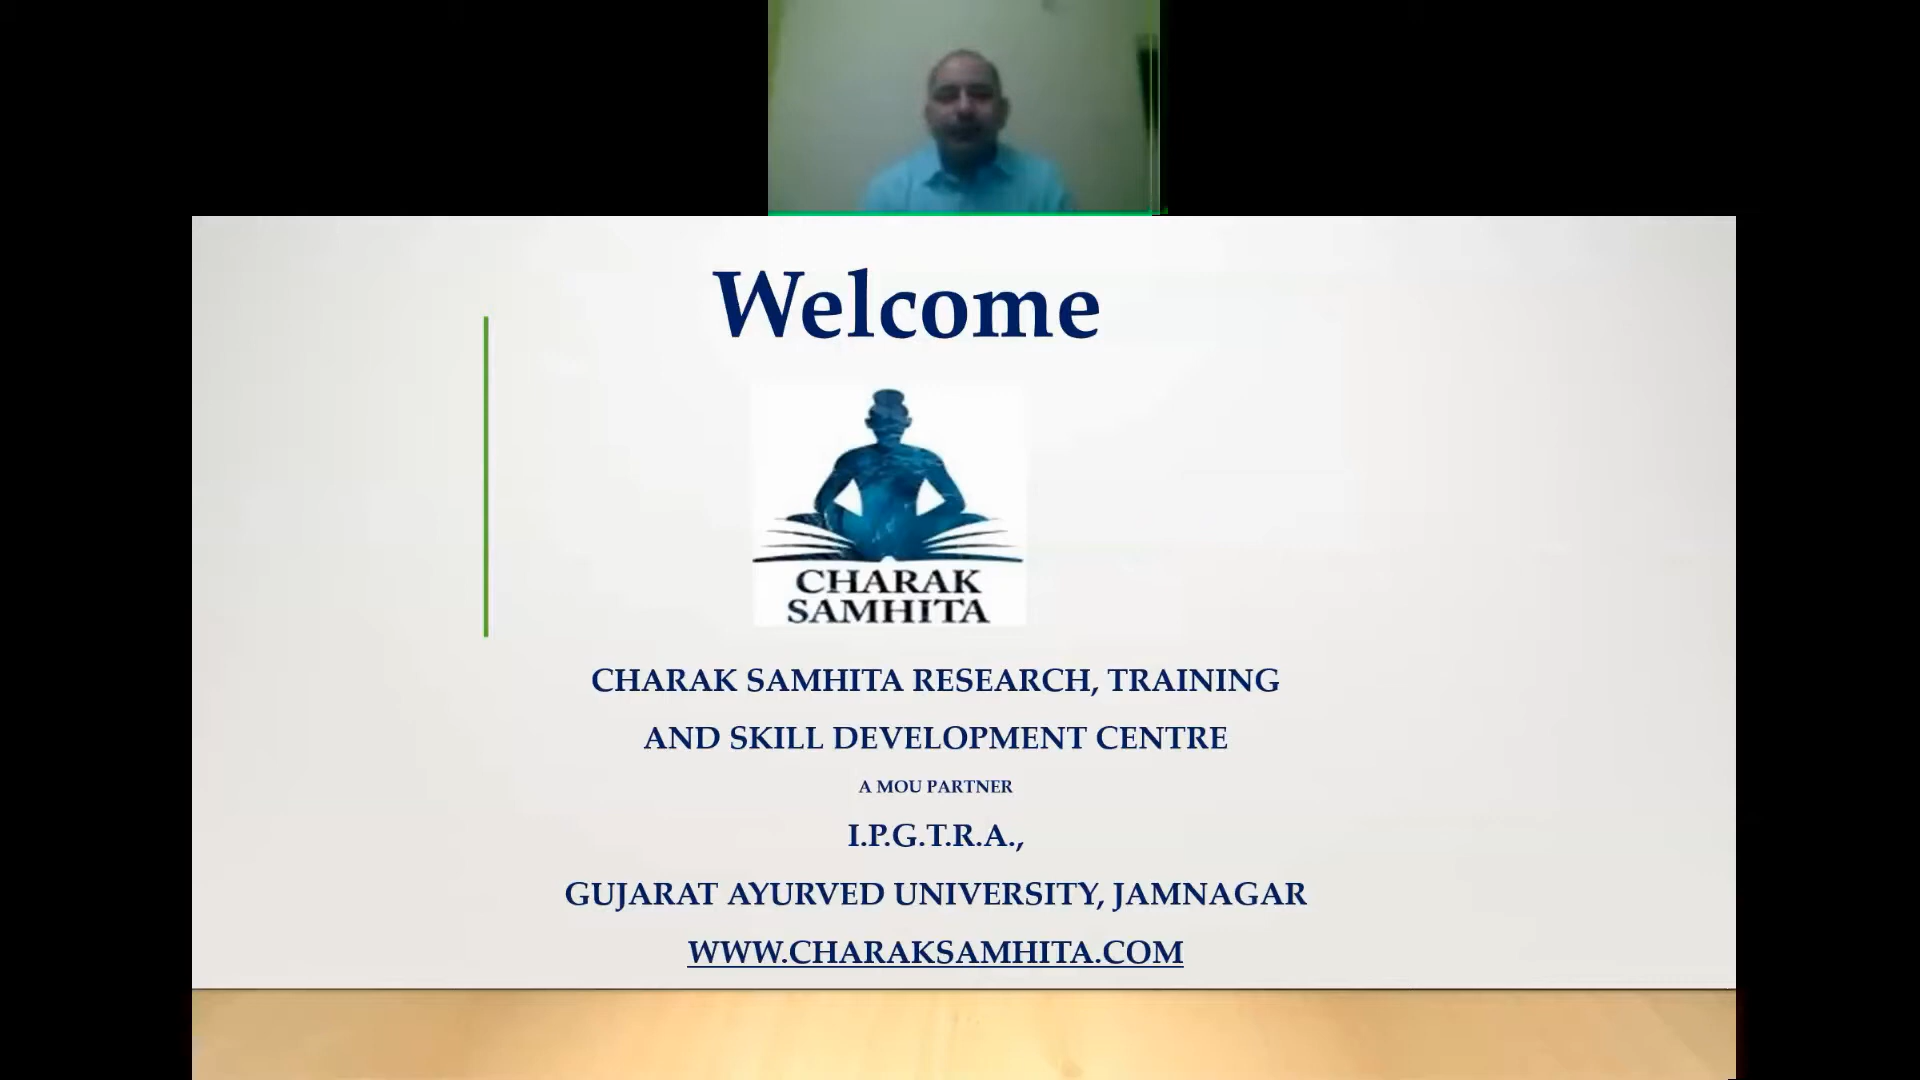 Welcome
CHARAK
SAMHITA
CHARAK SAMHITA RESEARCH, TRAINING
AND SKILL DEVELOPMENT CENTRE
A MOU PARTNER
I.P.G.T.R.A.,
GUJARAT AYURVED UNIVERSITY, JAMNAGAR
WWW.CHARAKSAMHITA.COM